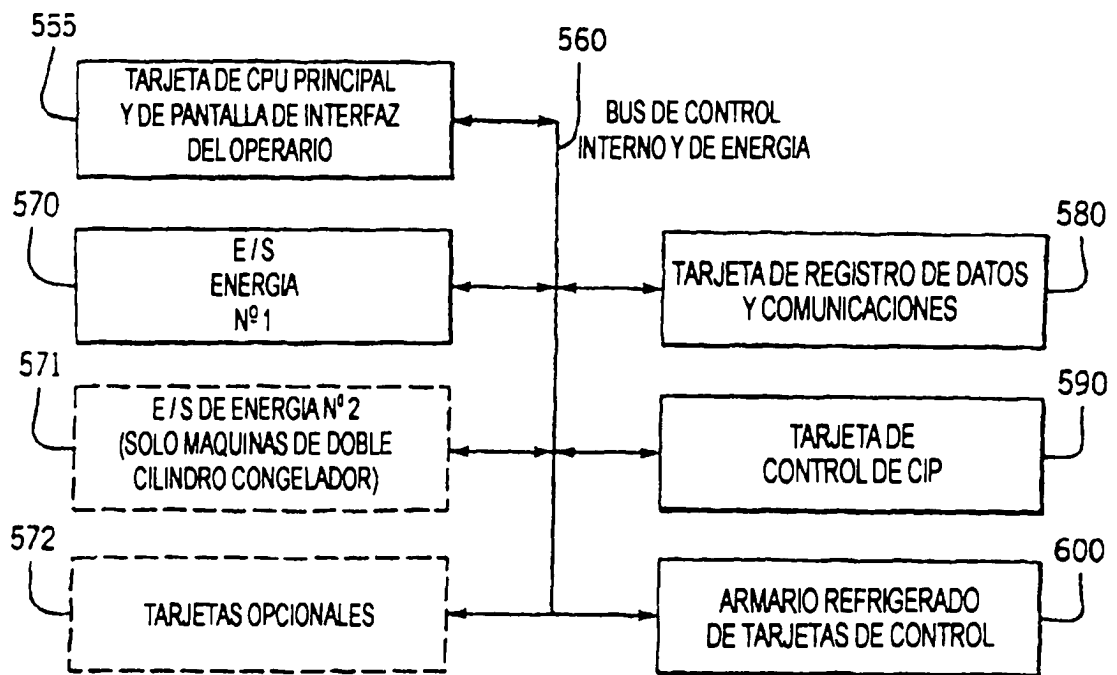 555
TARJETA DE CPU PRINCIPAL
Y DE PANTALLA DE INTERFAZ
DEL OPERARIO
560
BUS DE CONTROL
INTERNO Y DE ENERGIA
570
E / S
ENERGIA
Nº 1
580
TARJETA DE REGISTRO DE DATOS
Y COMUNICACIONES
571
E / S DE ENERGIA Nº 2
(SOLO MAQUINAS DE DOBLE
CILINDRO CONGELADOR)
590
TARJETA DE
CONTROL DE CIP
572
TARJETAS OPCIONALES
600
ARMARIO REFRIGERADO
DE TARJETAS DE CONTROL